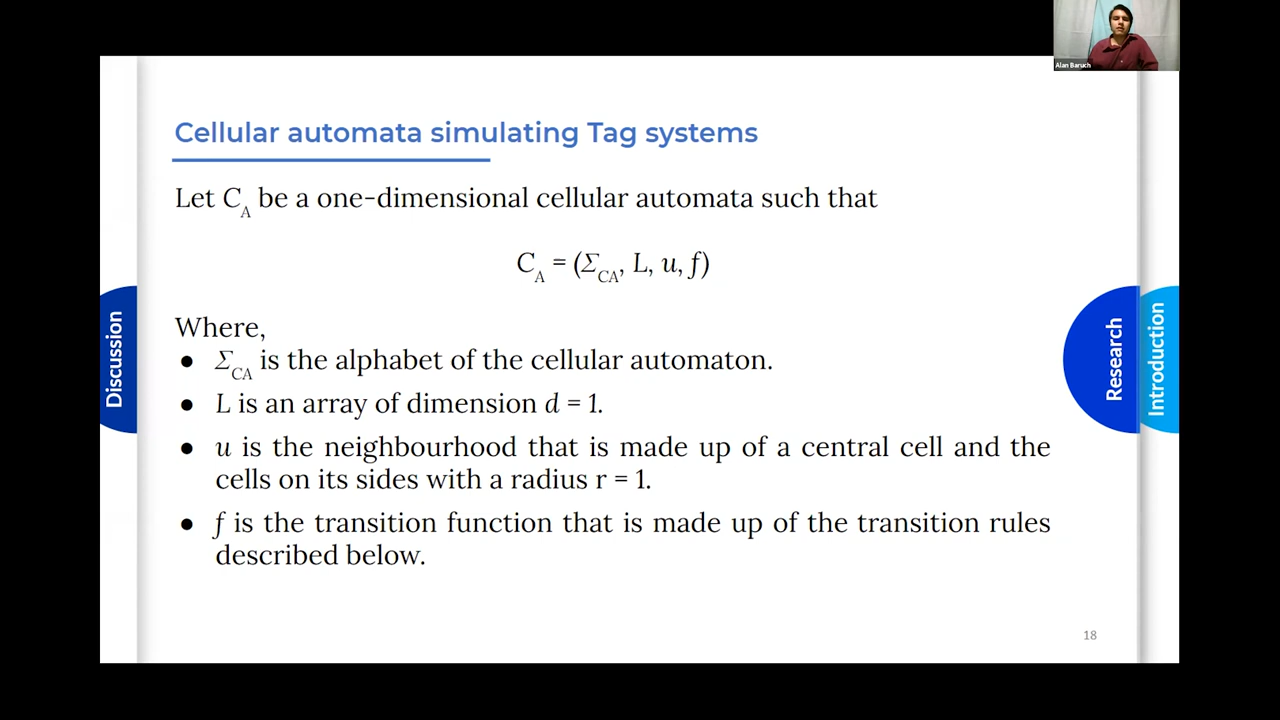 Alan Baruch
Cellular automata simulating Tag systems
Let C_A be a one-dimensional cellular automata such that
C_A = (Σ_CA, L, u, f)
Where,
● Σ_CA is the alphabet of the cellular automaton.
● L is an array of dimension d = 1.
● u is the neighbourhood that is made up of a central cell and the
cells on its sides with a radius r = 1.
● f is the transition function that is made up of the transition rules
described below.
Discussion
Research
Introduction
18